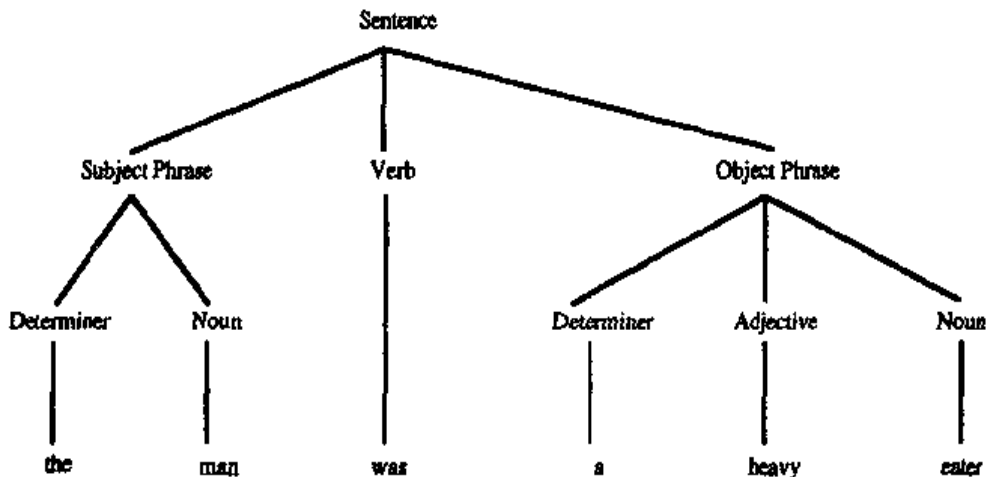 Sentence
Subject Phrase Verb Object Phrase
Determiner Noun Determiner Adjective Noun
the man was a heavy eater